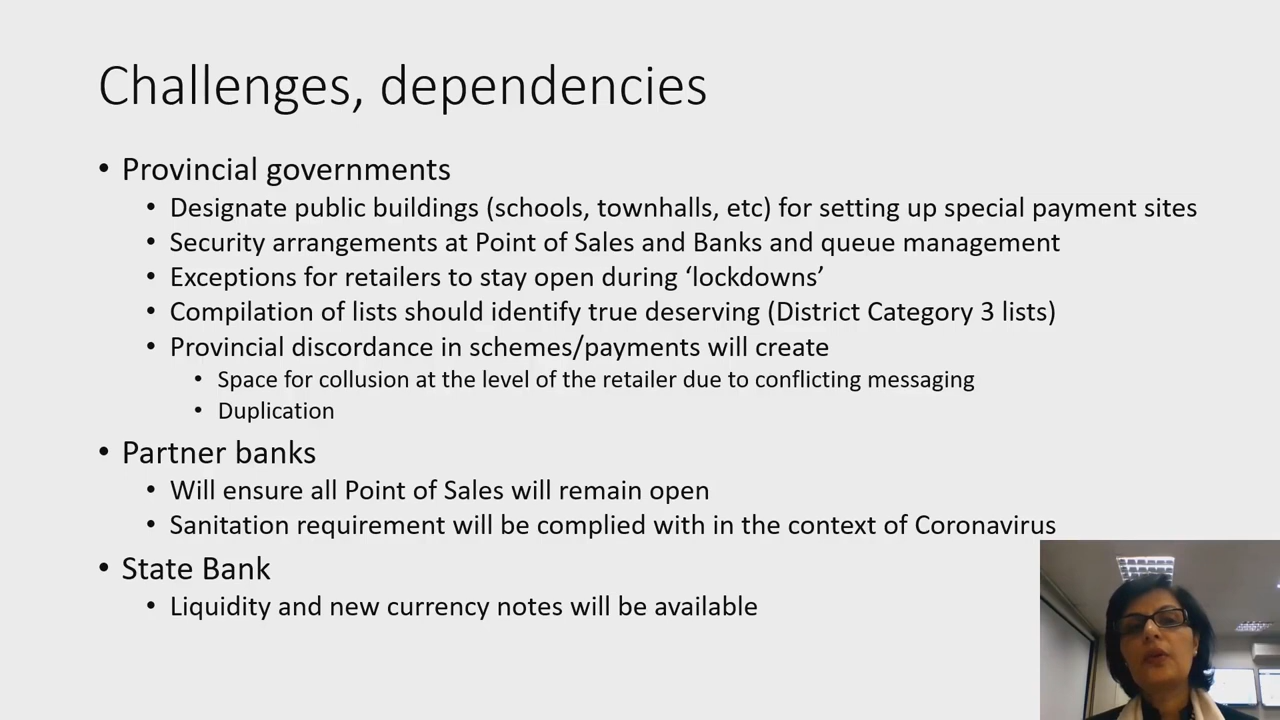 Challenges, dependencies
• Provincial governments
• Designate public buildings (schools, townhalls, etc) for setting up special payment sites
• Security arrangements at Point of Sales and Banks and queue management
• Exceptions for retailers to stay open during ‘lockdowns’
• Compilation of lists should identify true deserving (District Category 3 lists)
• Provincial discordance in schemes/payments will create
• Space for collusion at the level of the retailer due to conflicting messaging
• Duplication
• Partner banks
• Will ensure all Point of Sales will remain open
• Sanitation requirement will be complied with in the context of Coronavirus
• State Bank
• Liquidity and new currency notes will be available